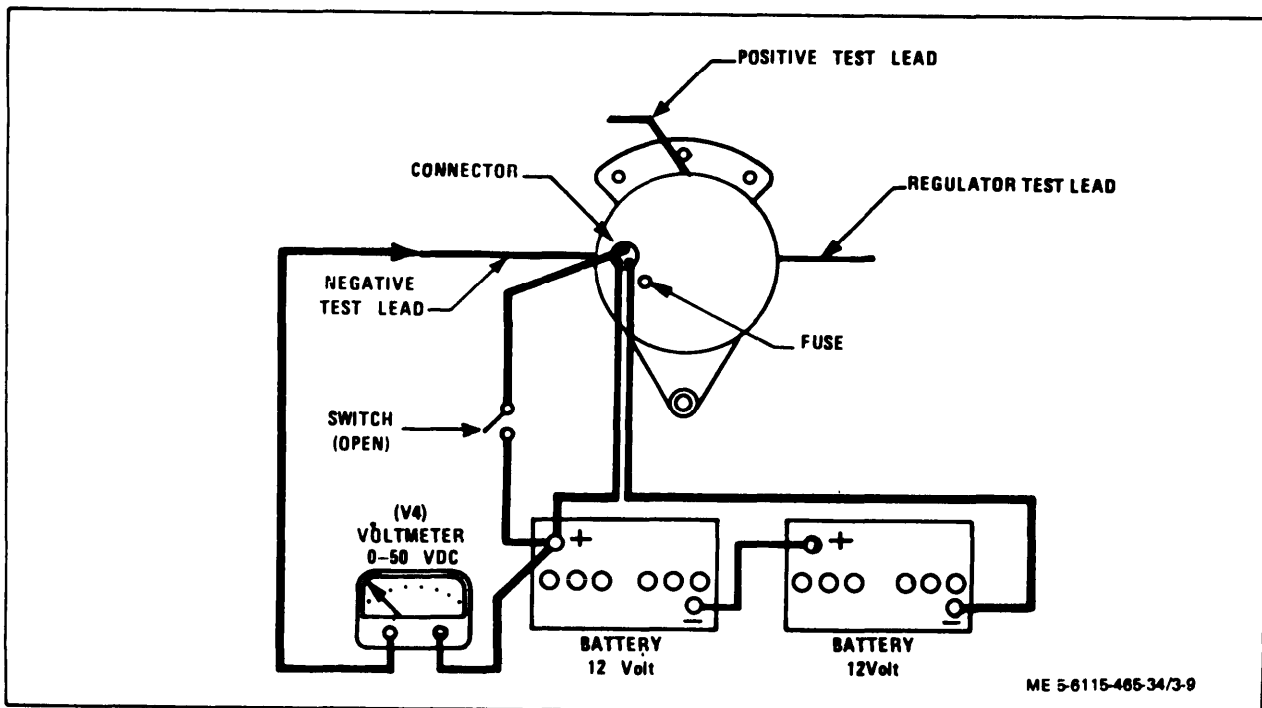 POSITIVE TEST LEAD
CONNECTOR
REGULATOR TEST LEAD
NEGATIVE
TEST LEAD
FUSE
SWITCH
(OPEN)
(V4)
VOLTMETER
0-50 VDC
+
+
−
−
BATTERY
12 Volt
BATTERY
12Volt
ME 5-6115-465-34/3-9